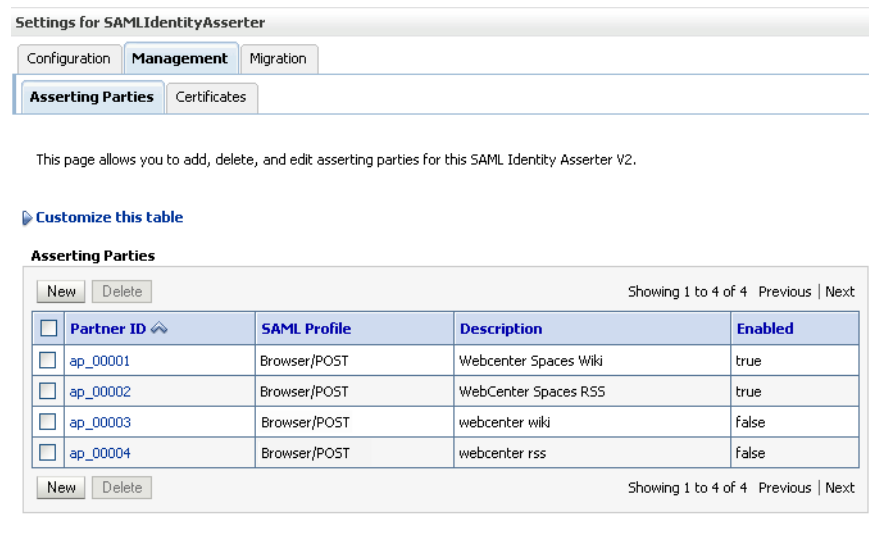 Settings for SAMLIdentityAsserter
Configuration Management Migration
Asserting Parties Certificates
This page allows you to add, delete, and edit asserting parties for this SAML Identity Asserter V2.
Customize this table
Asserting Parties
New Delete Showing 1 to 4 of 4 Previous | Next
Partner ID SAML Profile Description Enabled
ap_00001 Browser/POST Webcenter Spaces Wiki true
ap_00002 Browser/POST WebCenter Spaces RSS true
ap_00003 Browser/POST webcenter wiki false
ap_00004 Browser/POST webcenter rss false
New Delete Showing 1 to 4 of 4 Previous | Next